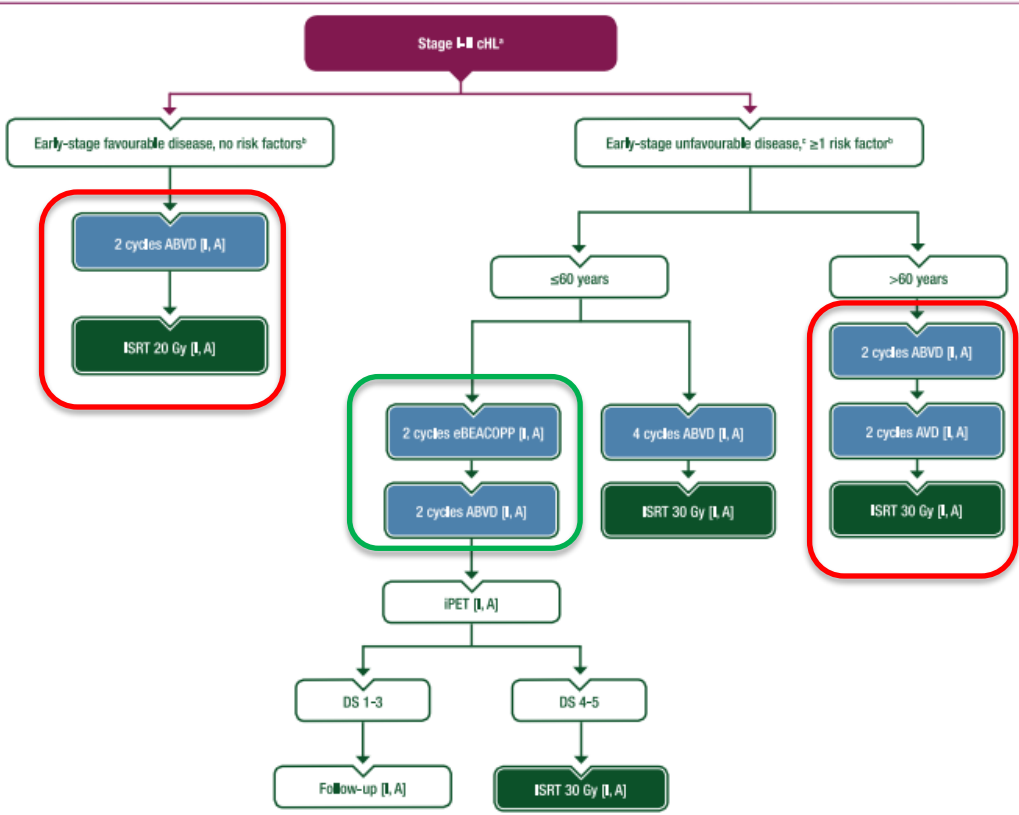 Stage I-II cHLᵃ
Early-stage favourable disease, no risk factorsᵇ
Early-stage unfavourable disease,ᶜ ≥1 risk factorᵇ
2 cycles ABVD [I, A]
ISRT 20 Gy [I, A]
≤60 years
>60 years
2 cycles eBEACOPP [I, A]
4 cycles ABVD [I, A]
2 cycles ABVD [I, A]
2 cycles ABVD [I, A]
ISRT 30 Gy [I, A]
2 cycles AVD [I, A]
ISRT 30 Gy [I, A]
iPET [I, A]
DS 1-3
DS 4-5
Follow-up [I, A]
ISRT 30 Gy [I, A]